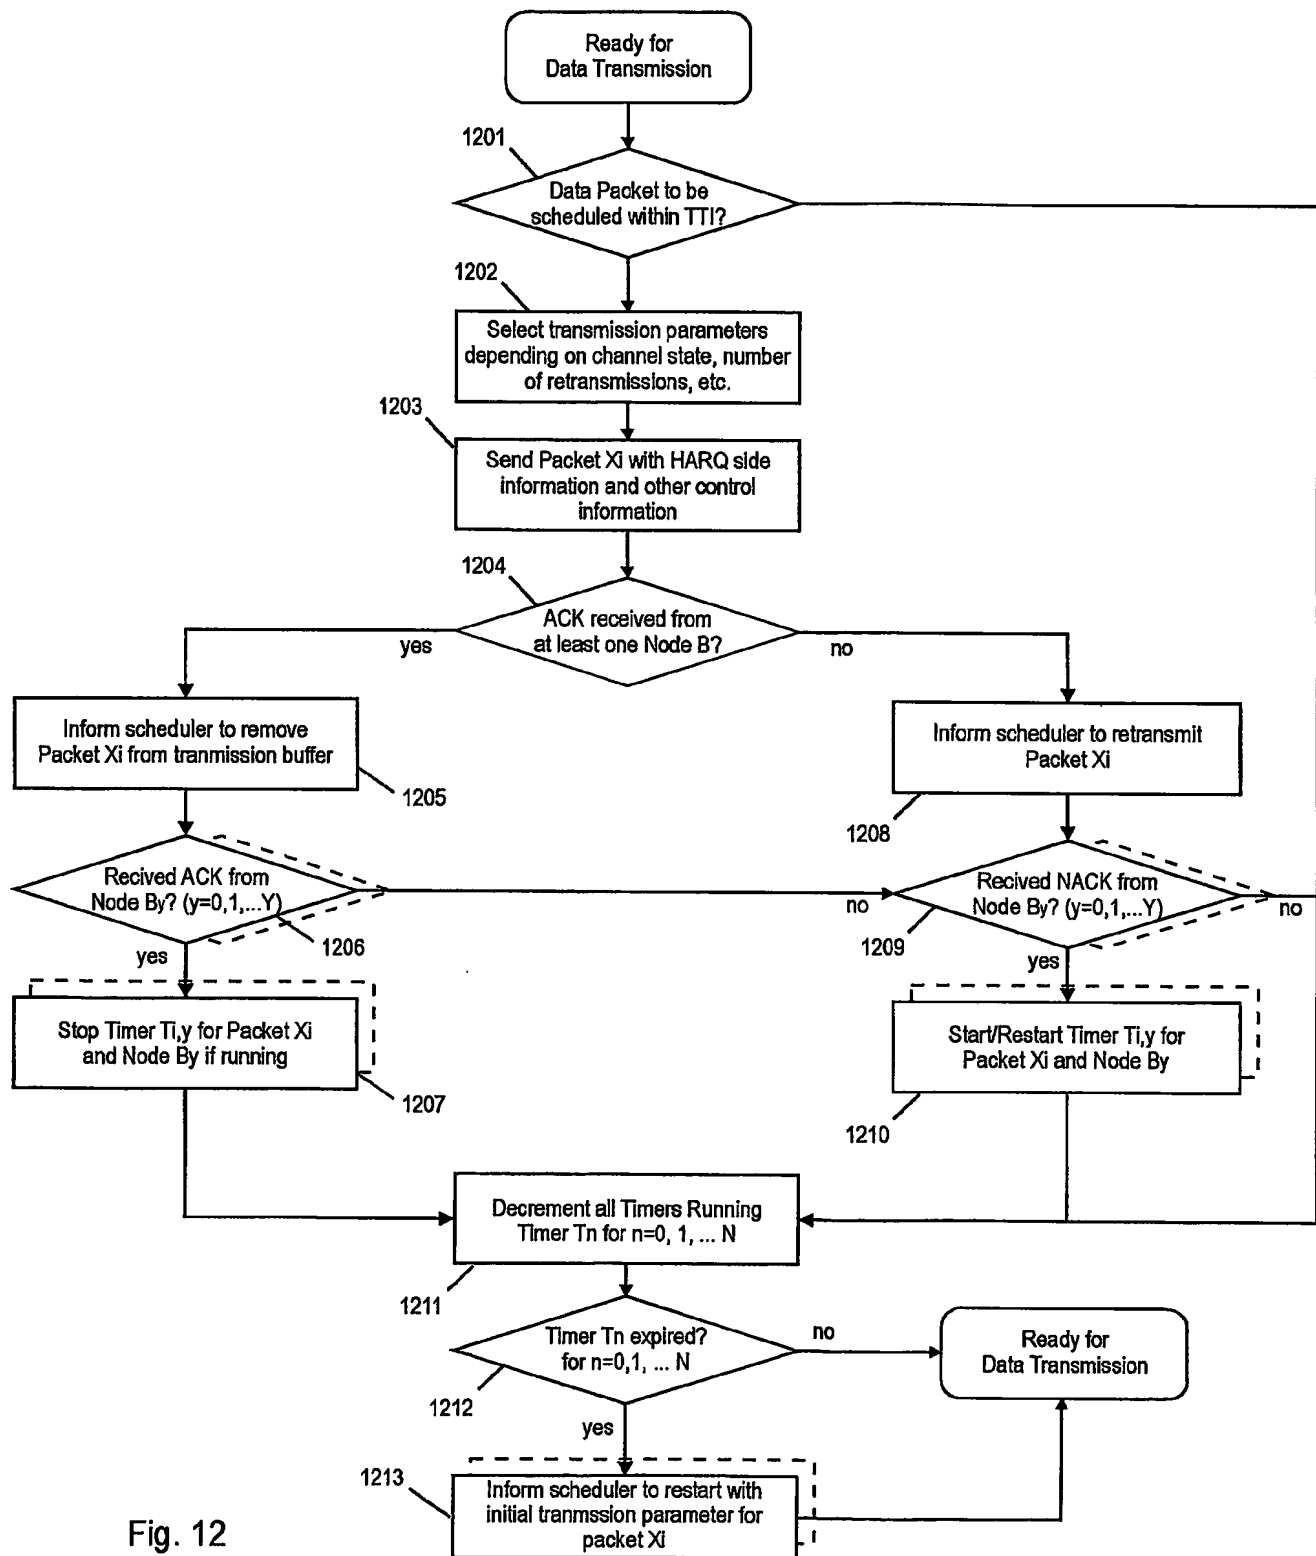 Ready for
Data Transmission
1201
Data Packet to be
scheduled within TTI?
1202
Select transmission parameters
depending on channel state, number
of retransmissions, etc.
1203
Send Packet Xi with HARQ side
information and other control
information
1204
ACK received from
at least one Node B?
yes
no
Inform scheduler to remove
Packet Xi from tranmission buffer
1205
Inform scheduler to retransmit
Packet Xi
1208
Recived ACK from
Node By? (y=0,1,...Y)
1206
yes
no
Recived NACK from
Node By? (y=0,1,...Y)
1209
yes
no
Stop Timer Ti,y for Packet Xi
and Node By if running
1207
Start/Restart Timer Ti,y for
Packet Xi and Node By
1210
Decrement all Timers Running
Timer Tn for n=0, 1, ... N
1211
Timer Tn expired?
for n=0,1, ... N
1212
no
yes
Ready for
Data Transmission
1213
Inform scheduler to restart with
initial tranmssion parameter for
packet Xi
Fig. 12